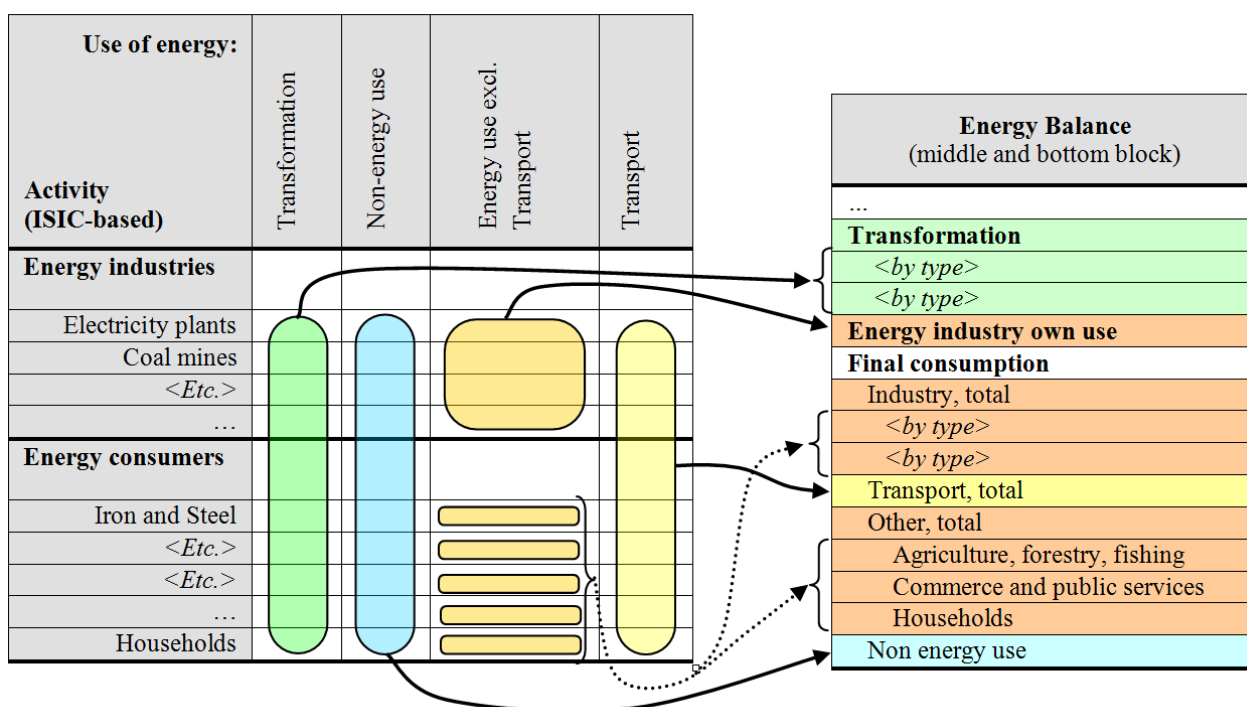 Use of energy:
Activity
(ISIC-based)
Transformation
Non-energy use
Energy use excl.
Transport
Transport
Energy industries
Electricity plants
Coal mines
<Etc.>
…
Energy consumers
Iron and Steel
<Etc.>
<Etc.>
…
Households
Energy Balance
(middle and bottom block)
...
Transformation
<by type>
<by type>
Energy industry own use
Final consumption
Industry, total
<by type>
<by type>
Transport, total
Other, total
Agriculture, forestry, fishing
Commerce and public services
Households
Non energy use